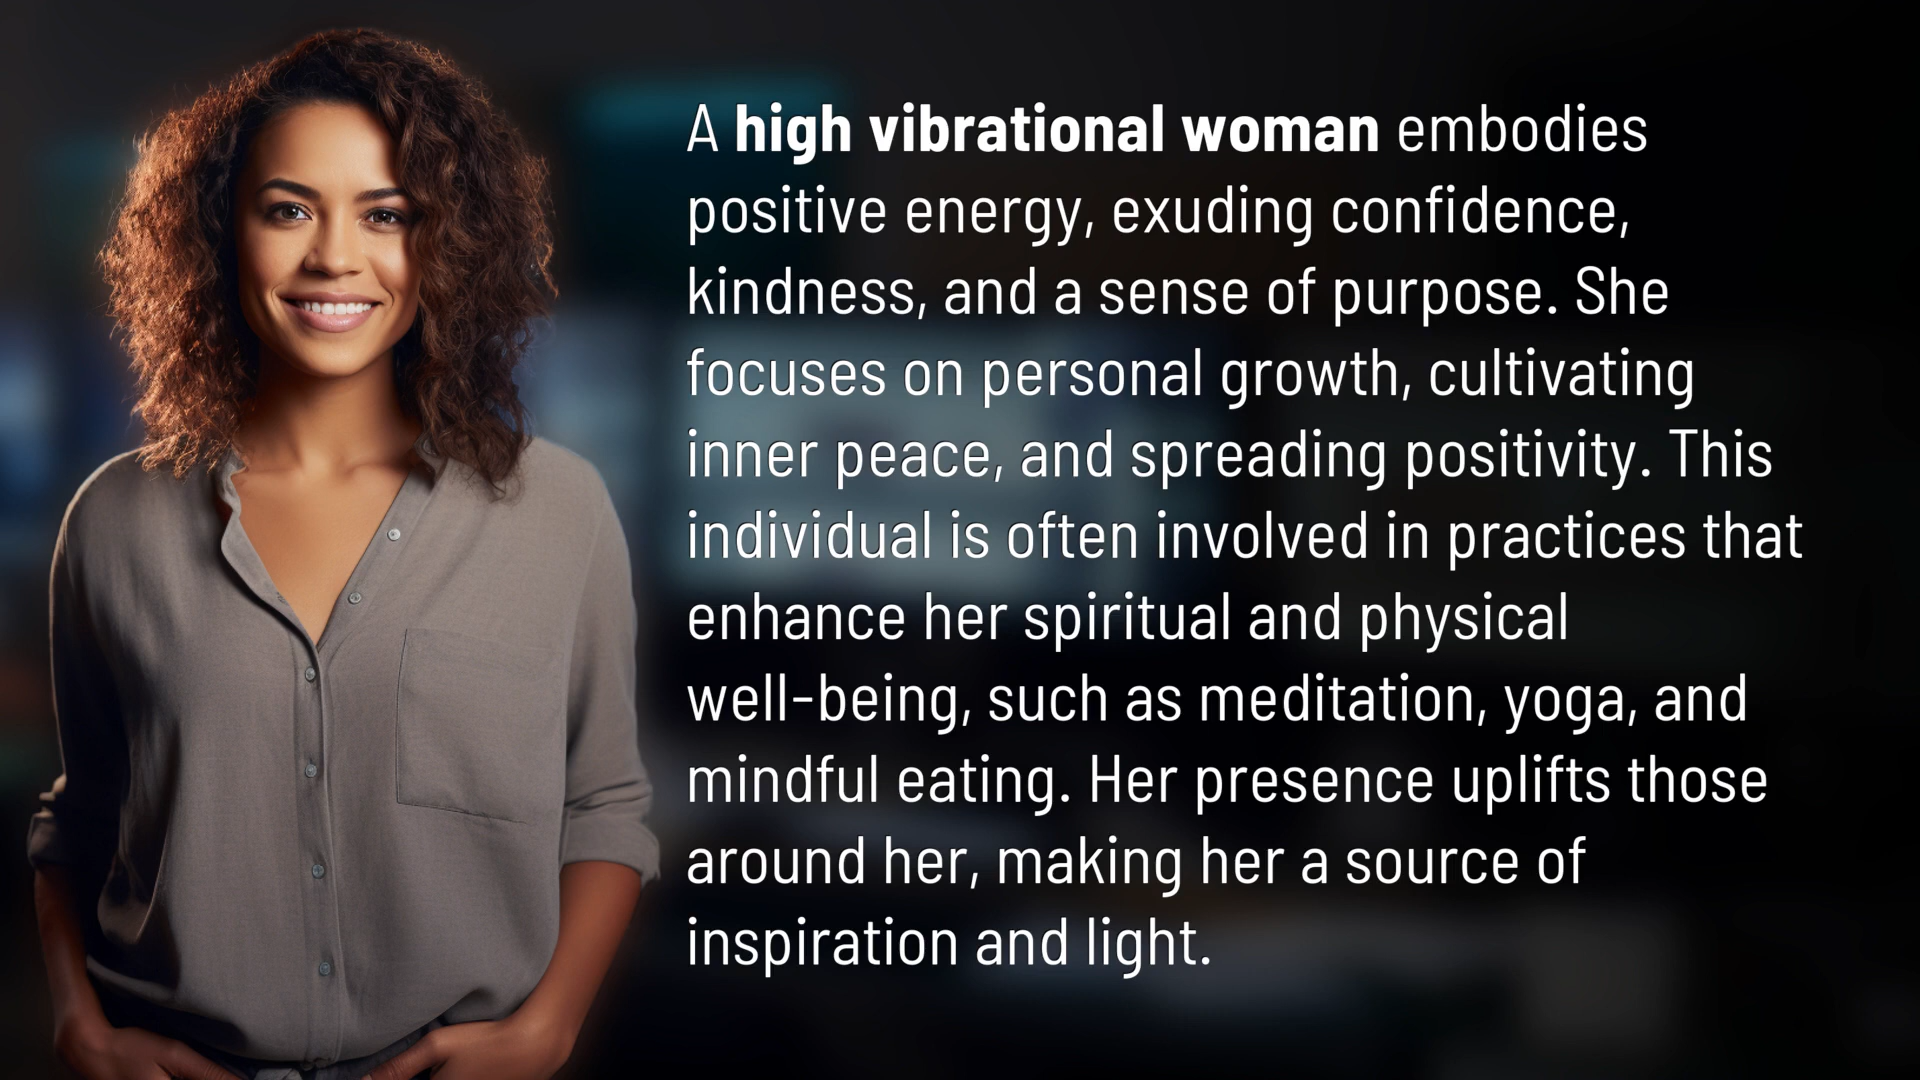 A high vibrational woman embodies
positive energy, exuding confidence,
kindness, and a sense of purpose. She
focuses on personal growth, cultivating
inner peace, and spreading positivity. This
individual is often involved in practices that
enhance her spiritual and physical
well-being, such as meditation, yoga, and
mindful eating. Her presence uplifts those
around her, making her a source of
inspiration and light.